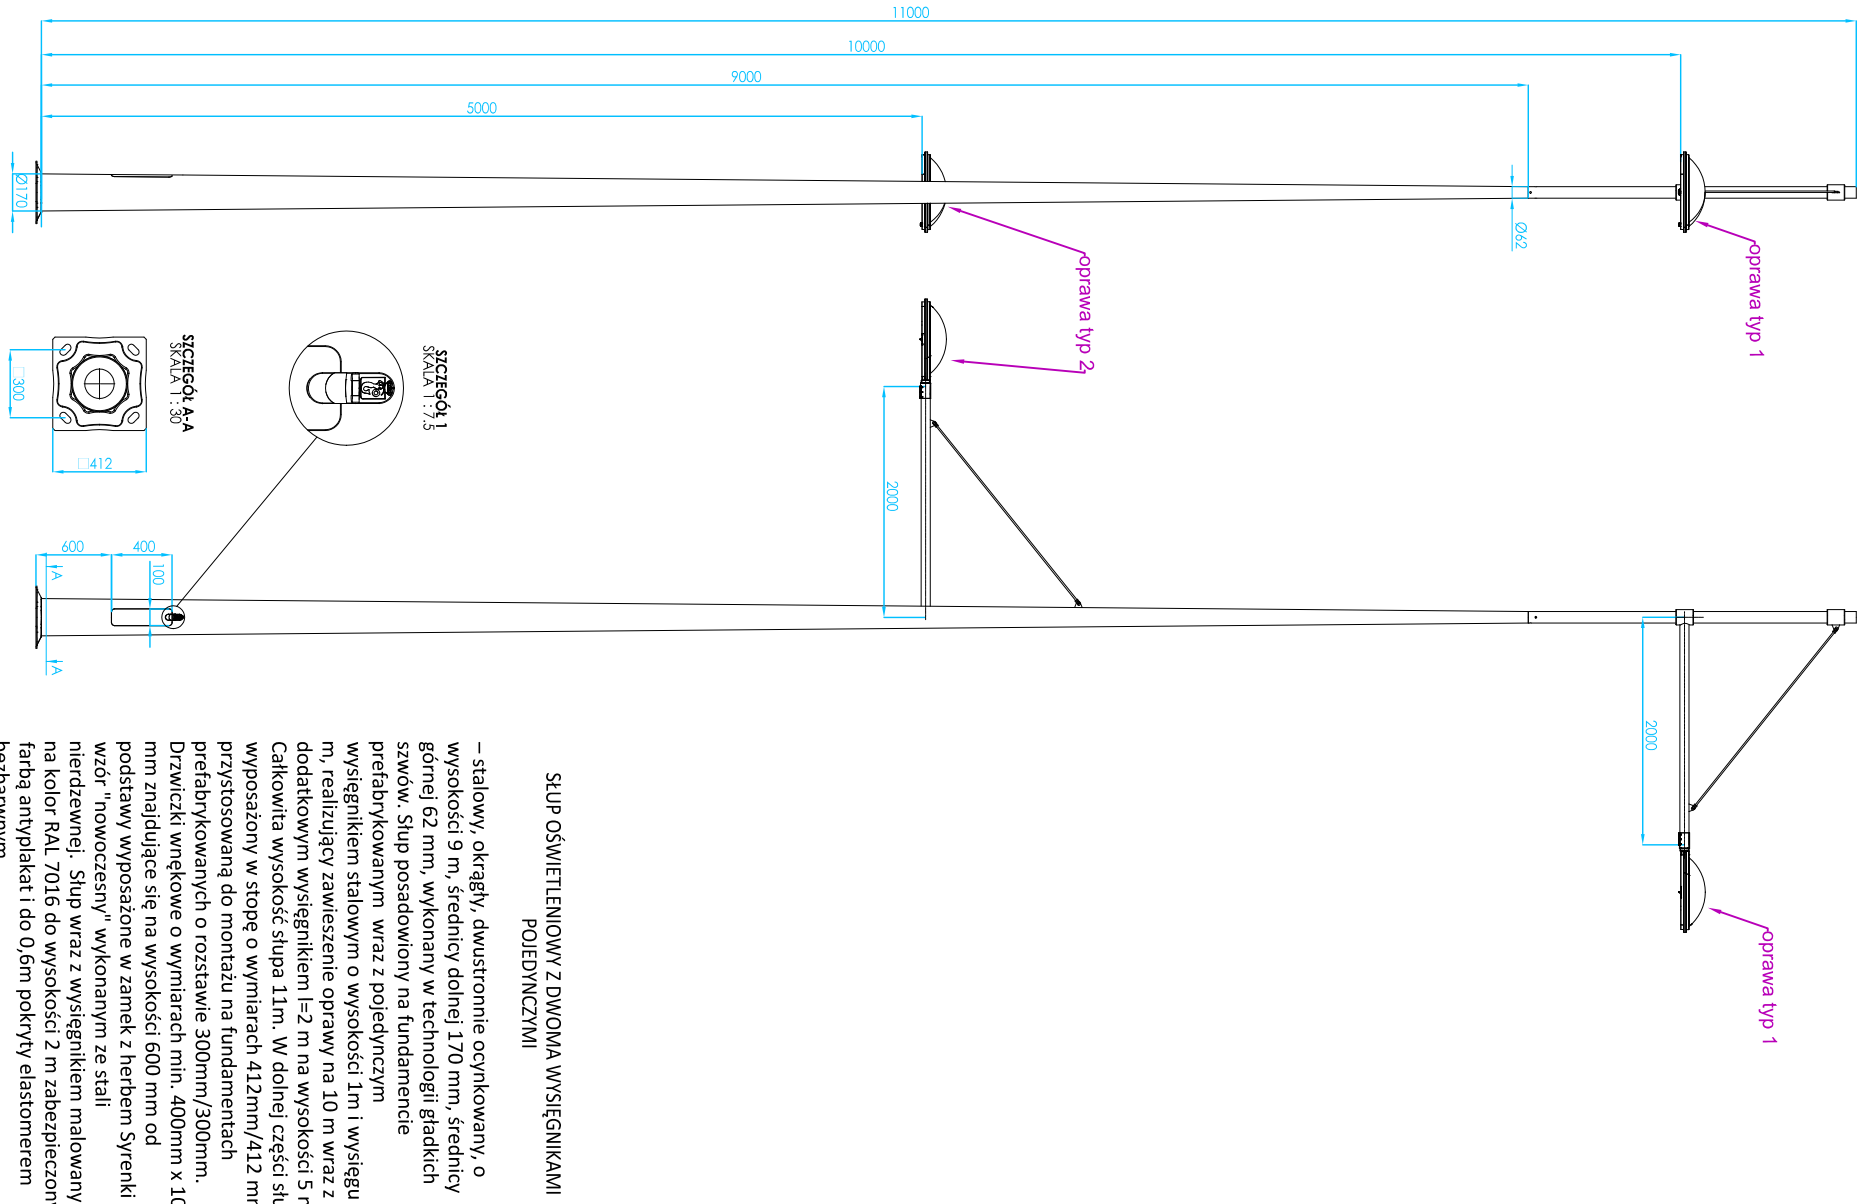 11000
10000
9000
5000
Ø170
Ø62
oprawa typ 1
oprawa typ 2
SZCZEGÓŁ A-A
SKALA 1 : 30
□300
□412
SZCZEGÓŁ 1
SKALA 1 : 7.5
2000
600
400
100
A
A
2000
oprawa typ 1
SŁUP OŚWIETLENIOWY Z DWOMA WYSIĘGNIKAMI
POJEDYNCZYMI
– stalowy, okrągły, dwustronnie ocynkowany, o
wysokości 9 m, średnicy dolnej 170 mm, średnicy
górnej 62 mm, wykonany w technologii gładkich
szwów. Słup posadowiony na fundamencie
prefabrykowanym wraz z pojedynczym
wysięgnikiem stalowym o wysokości 1m i wysięgu
m, realizujący zawieszenie oprawy na 10 m wraz z
dodatkowym wysięgnikiem l=2 m na wysokości 5
Całkowita wysokość słupa 11m. W dolnej części
wyposażony w stopę o wymiarach 412mm/412
przystosowaną do montażu na fundamentach
prefabrykowanych o rozstawie 300mm/300mm.
Drzwiczki wnękowe o wymiarach min. 400mm x
mm znajdujące się na wysokości 600 mm od
podstawy wyposażone w zamek z herbem Syrenki
wzór "nowoczesny" wykonanym ze stali
nierdzewnej. Słup wraz z wysięgnikiem malowany
na kolor RAL 7016 do wysokości 2 m
farbą antyplakat i do 0,6m pokryty elastomerem